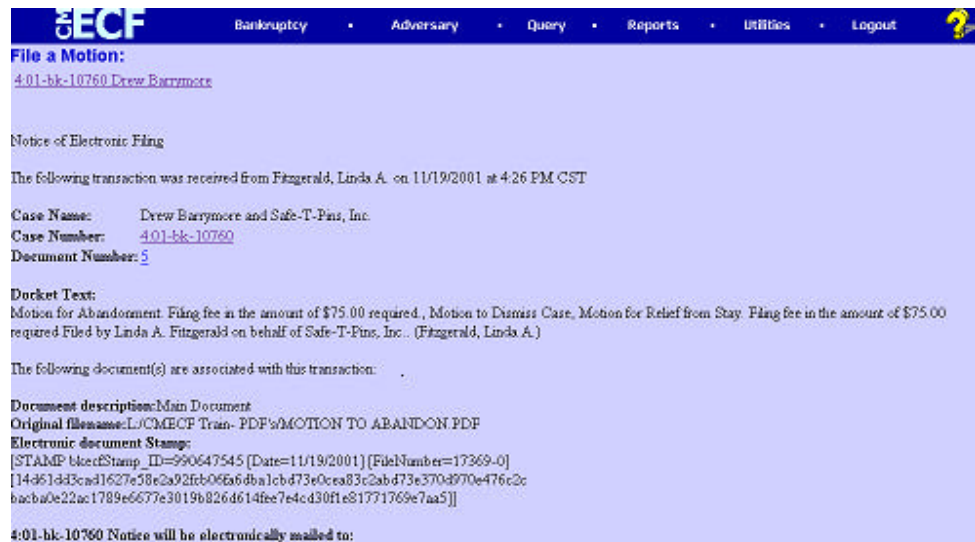 CM ECF Bankruptcy • Adversary • Query • Reports • Utilities • Logout ?
File a Motion:
4:01-bk-10760 Drew Barrymore
Notice of Electronic Filing
The following transaction was received from Fitzgerald, Linda A. on 11/19/2001 at 4:26 PM CST
Case Name: Drew Barrymore and Safe-T-Pins, Inc.
Case Number: 4:01-bk-10760
Document Number: 5
Docket Text:
Motion for Abandonment. Filing fee in the amount of $75.00 required., Motion to Dismiss Case, Motion for Relief from Stay. Filing fee in the amount of $75.00
required Filed by Linda A. Fitzgerald on behalf of Safe-T-Pins, Inc.. (Fitzgerald, Linda A.)
The following document(s) are associated with this transaction:
Document description:Main Document
Original filename:L:/CMECF Train- PDF's/MOTION TO ABANDON.PDF
Electronic document Stamp:
[STAMP bkecfStamp_ID=990647545 [Date=11/19/2001] [FileNumber=17369-0]
[14d61dd3cad1627e58e2a92fcb06fa6dba1cbd73e0cea83c2abd73e370d970e476c2c
bacba0e22ac1789e6677e3019b826d614fee7e4cd30f1e81771769e7aa5]]
4:01-bk-10760 Notice will be electronically mailed to: